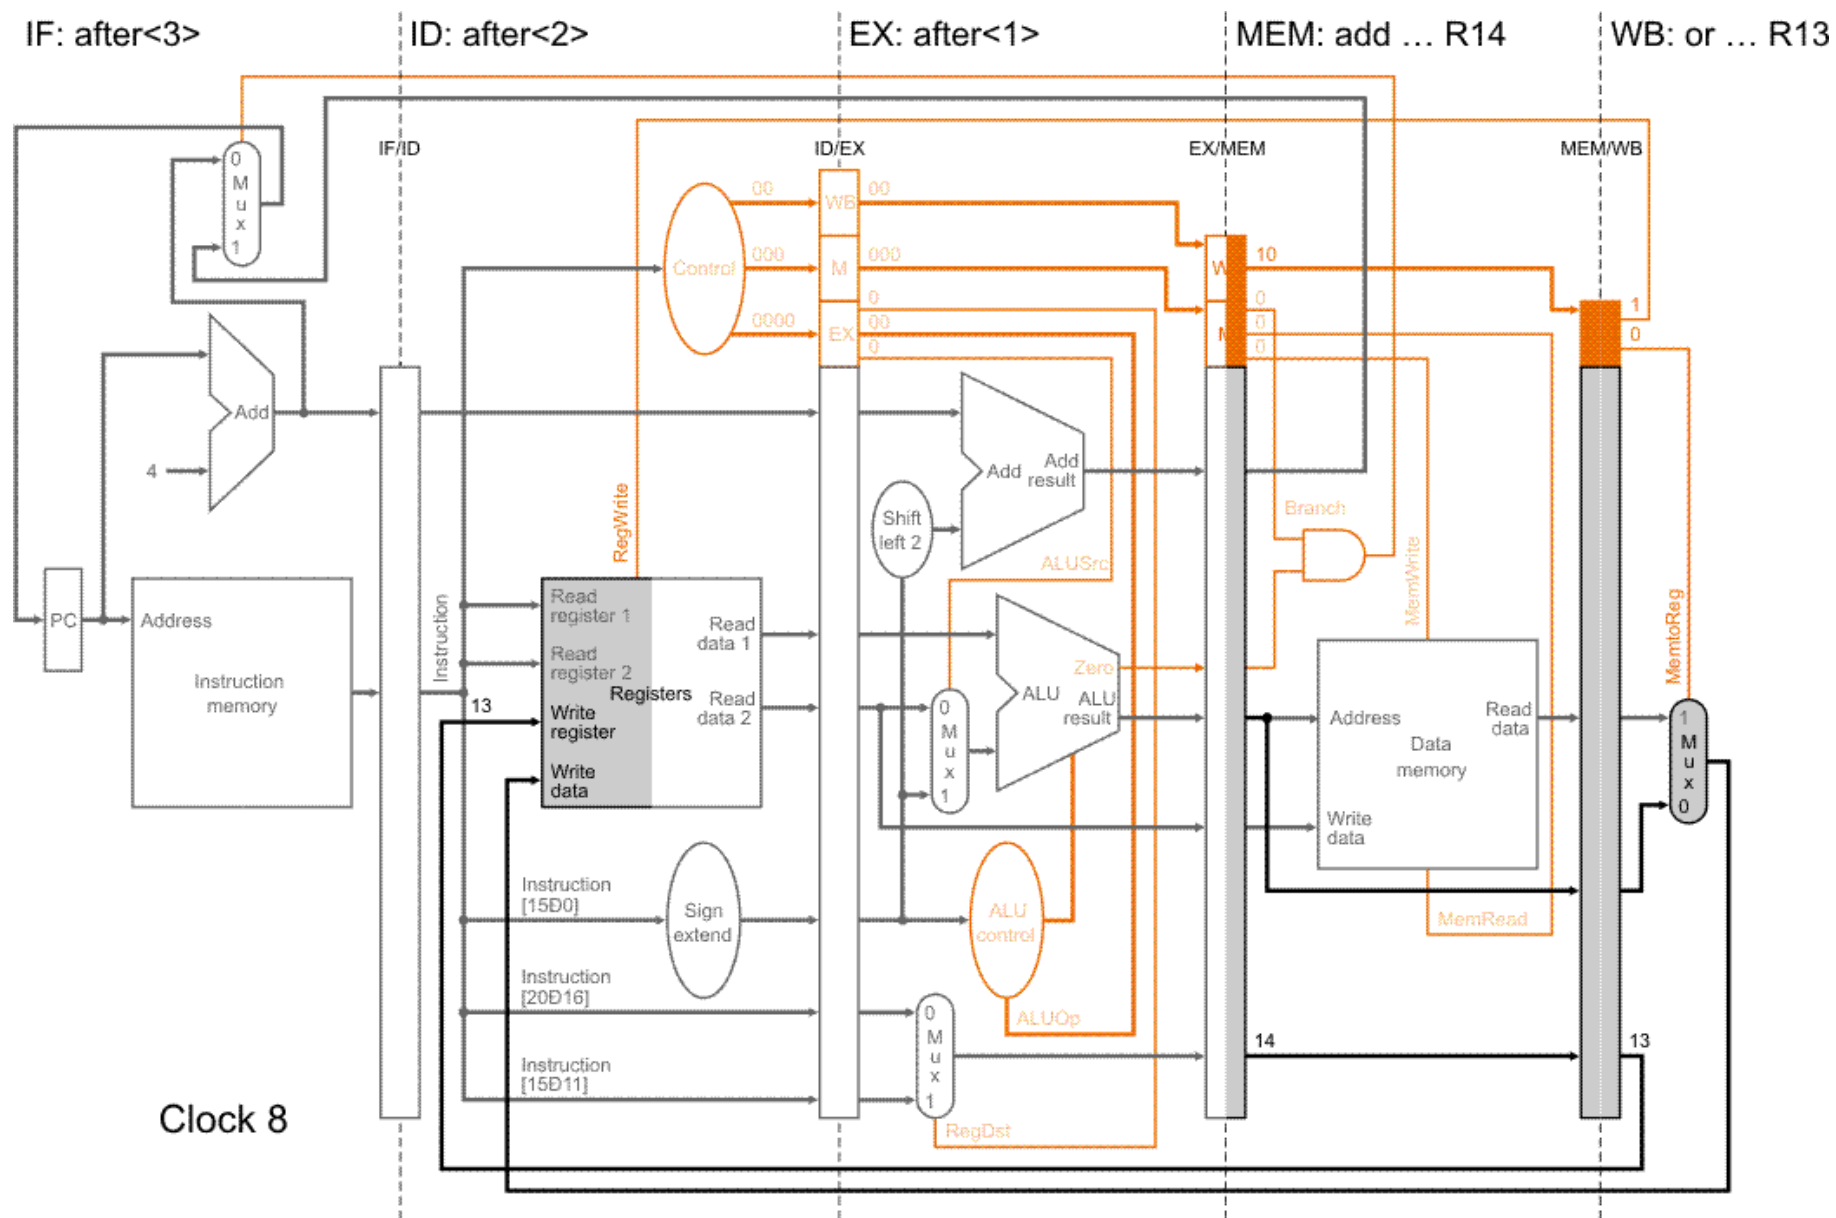 IF: after<3>
ID: after<2>
EX: after<1>
MEM: add ... R14
WB: or ... R13
IF/ID
ID/EX
EX/MEM
MEM/WB
0
M
u
x
1
Control
00
000
0000
WB
M
EX
00
000
0
00
0
W
M
10
0
0
0
1
0
Add
4
RegWrite
Shift
left 2
Add
Add
result
ALUSrc
Branch
MemWrite
MemtoReg
PC
Address
Instruction
memory
Instruction
13
Read
register 1
Read
register 2
Registers
Write
register
Write
data
Read
data 1
Read
data 2
0
M
u
x
1
ALU
Zero
ALU
result
Address
Data
memory
Read
data
Write
data
MemRead
1
M
u
x
0
Instruction
[15Ð0]
Sign
extend
ALU
control
Instruction
[20Ð16]
Instruction
[15Ð11]
0
M
u
x
1
ALUOp
RegDst
14
13
Clock 8